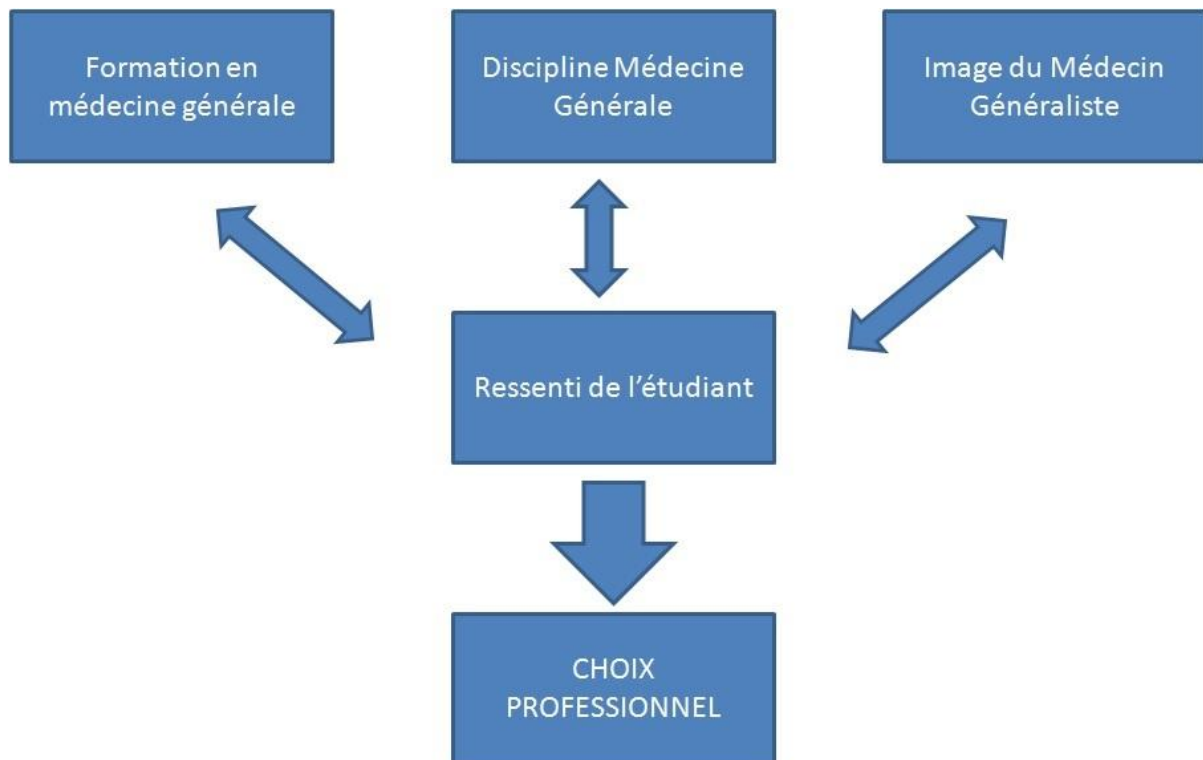 Formation en
médecine générale
Discipline Médecine
Générale
Image du Médecin
Généraliste
Ressenti de l’étudiant
CHOIX
PROFESSIONNEL